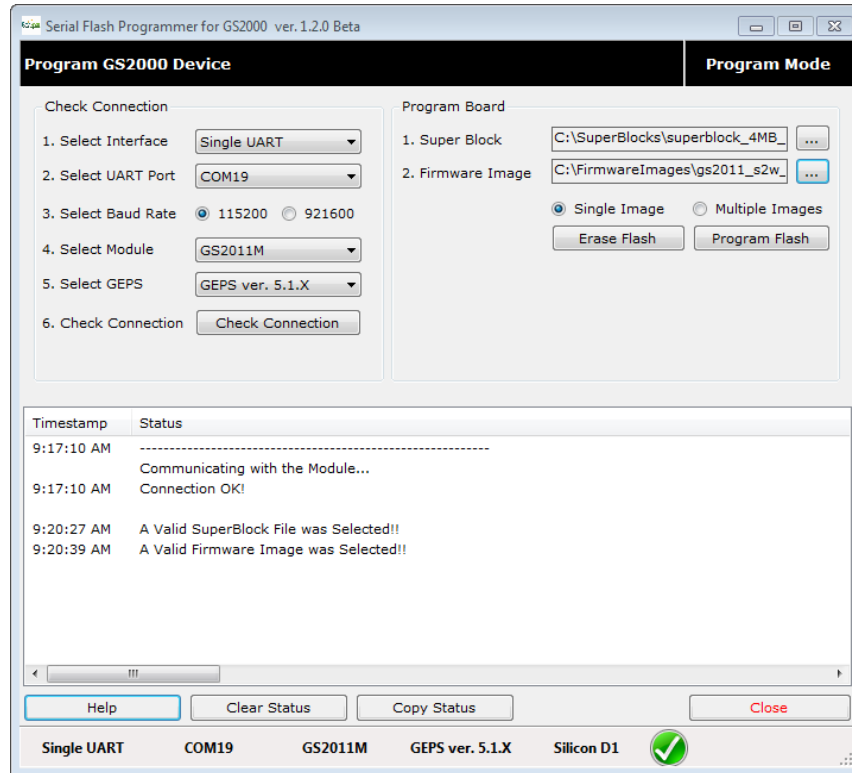 Serial Flash Programmer for GS2000 ver. 1.2.0 Beta
Program GS2000 Device
Program Mode
Check Connection
1. Select Interface
Single UART
2. Select UART Port
COM19
3. Select Baud Rate
115200
921600
4. Select Module
GS2011M
5. Select GEPS
GEPS ver. 5.1.X
6. Check Connection
Check Connection
Program Board
1. Super Block
C:\SuperBlocks\superblock_4MB_
...
2. Firmware Image
C:\FirmwareImages\gs2011_s2w_
...
Single Image
Multiple Images
Erase Flash
Program Flash
Timestamp Status
9:17:10 AM -----------------------------------------------------------
Communicating with the Module...
9:17:10 AM Connection OK!
9:20:27 AM A Valid SuperBlock File was Selected!!
9:20:39 AM A Valid Firmware Image was Selected!!
Help
Clear Status
Copy Status
Close
Single UART COM19 GS2011M GEPS ver. 5.1.X Silicon D1